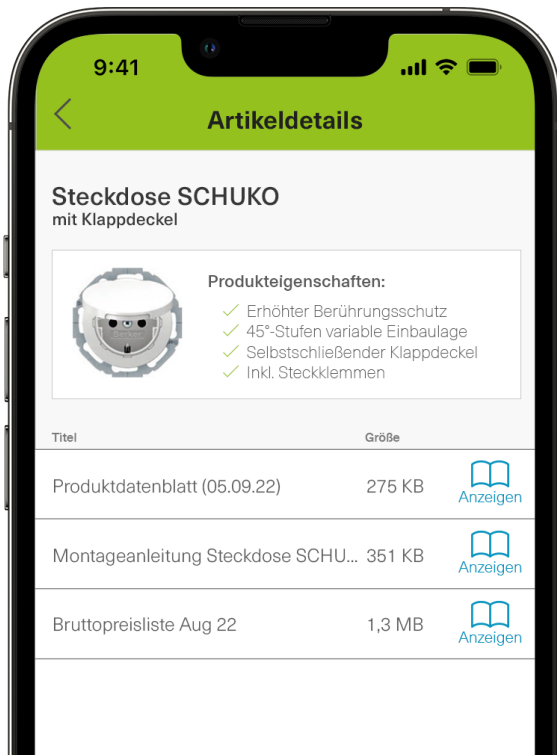 9:41
Artikeldetails
Steckdose SCHUKO
mit Klappdeckel
Produkteigenschaften:
Erhöhter Berührungsschutz
45°-Stufen variable Einbaulage
Selbstschließender Klappdeckel
Inkl. Steckklemmen
Titel Größe
Produktdatenblatt (05.09.22) 275 KB Anzeigen
Montageanleitung Steckdose SCHU... 351 KB Anzeigen
Bruttopreisliste Aug 22 1,3 MB Anzeigen